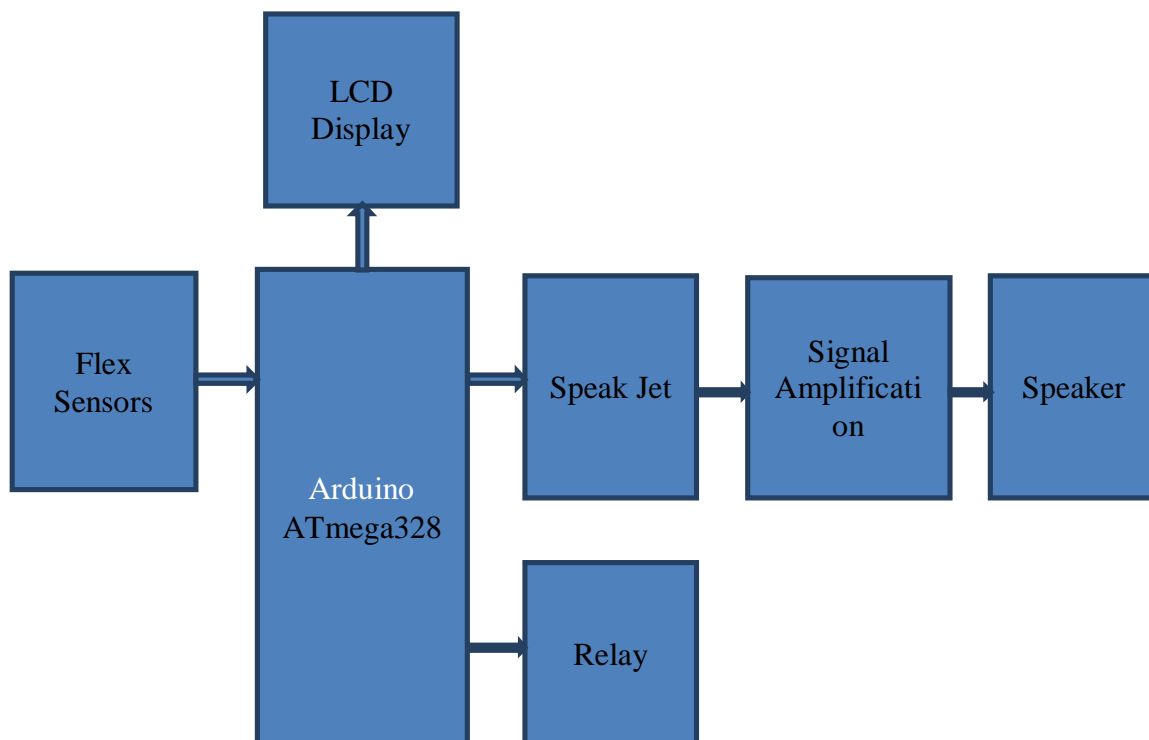 LCD
Display
Flex
Sensors
Arduino
ATmega328
Speak Jet
Signal
Amplificati
on
Speaker
Relay